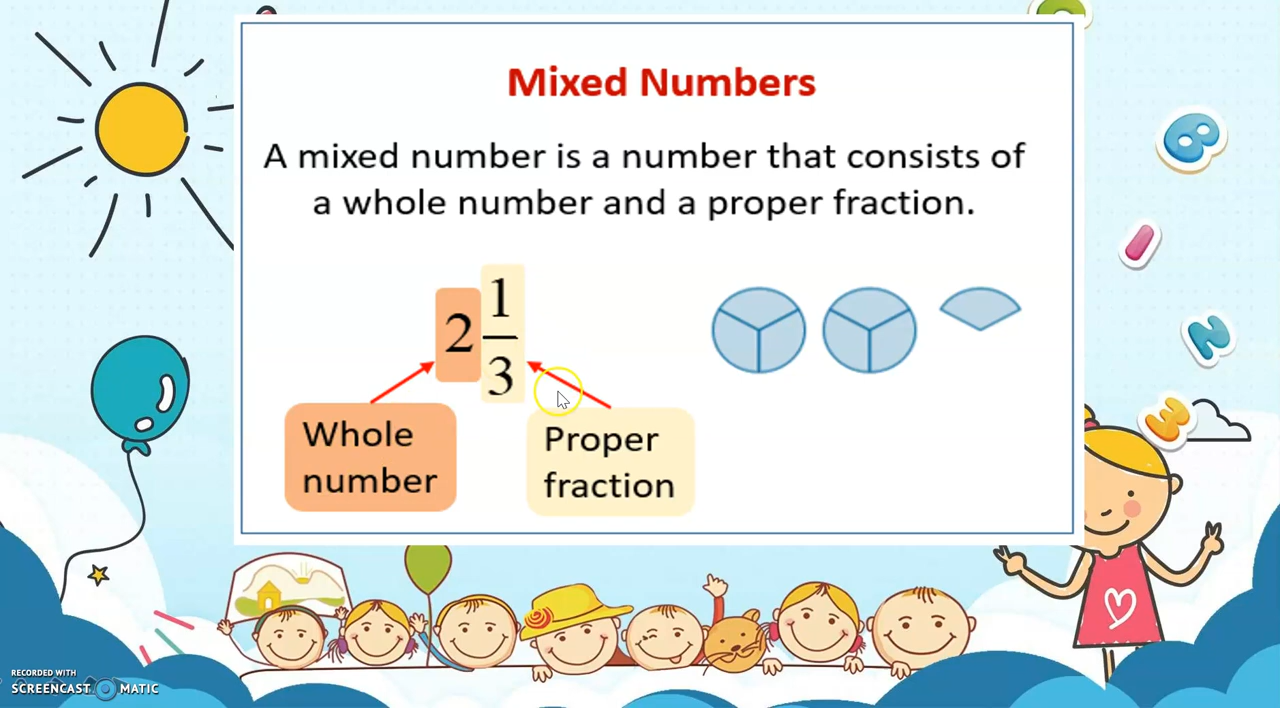 Mixed Numbers
A mixed number is a number that consists of
a whole number and a proper fraction.
2 1/3
Whole
number
Proper
fraction
B
I
N
3
RECORDED WITH
SCREENCAST O MATIC